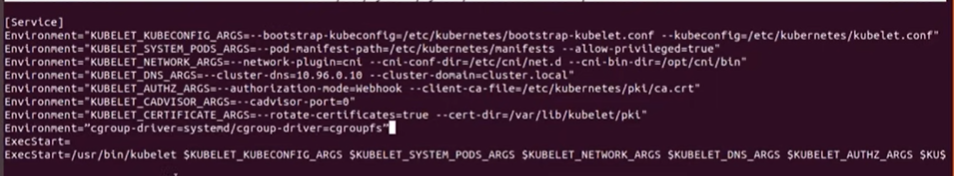 [Service]
Environment="KUBELET_KUBECONFIG_ARGS=--bootstrap-kubeconfig=/etc/kubernetes/bootstrap-kubelet.conf --kubeconfig=/etc/kubernetes/kubelet.conf"
Environment="KUBELET_SYSTEM_PODS_ARGS=--pod-manifest-path=/etc/kubernetes/manifests --allow-privileged=true"
Environment="KUBELET_NETWORK_ARGS=--network-plugin=cni --cni-conf-dir=/etc/cni/net.d --cni-bin-dir=/opt/cni/bin"
Environment="KUBELET_DNS_ARGS=--cluster-dns=10.96.0.10 --cluster-domain=cluster.local"
Environment="KUBELET_AUTHZ_ARGS=--authorization-mode=Webhook --client-ca-file=/etc/kubernetes/pki/ca.crt"
Environment="KUBELET_CADVISOR_ARGS=--cadvisor-port=0"
Environment="KUBELET_CERTIFICATE_ARGS=--rotate-certificates=true --cert-dir=/var/lib/kubelet/pki"
Environment="cgroup-driver=systemd/cgroup-driver=cgroupfs"
ExecStart=
ExecStart=/usr/bin/kubelet $KUBELET_KUBECONFIG_ARGS $KUBELET_SYSTEM_PODS_ARGS $KUBELET_NETWORK_ARGS $KUBELET_DNS_ARGS $KUBELET_AUTHZ_ARGS $KU$